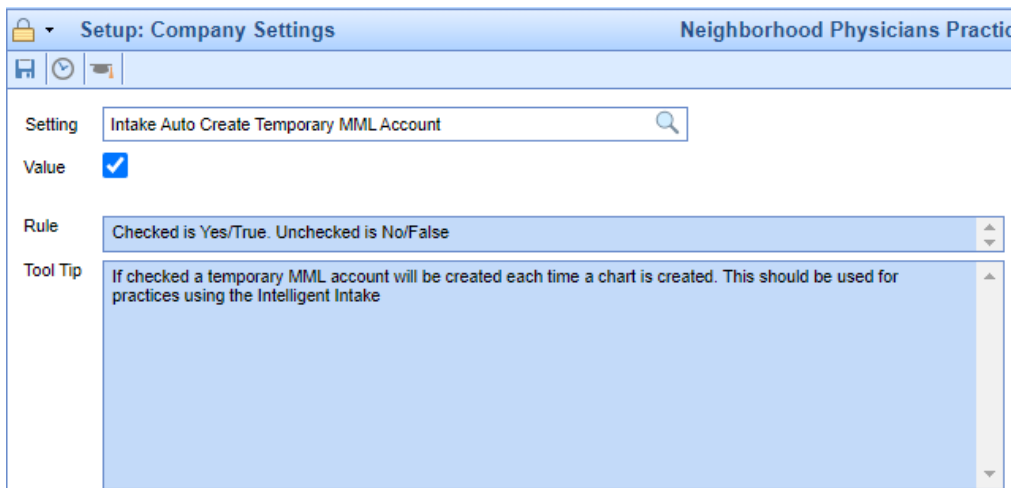 Setup: Company Settings Neighborhood Physicians Practic
Setting Intake Auto Create Temporary MML Account
Value
Rule Checked is Yes/True. Unchecked is No/False
Tool Tip If checked a temporary MML account will be created each time a chart is created. This should be used for
practices using the Intelligent Intake